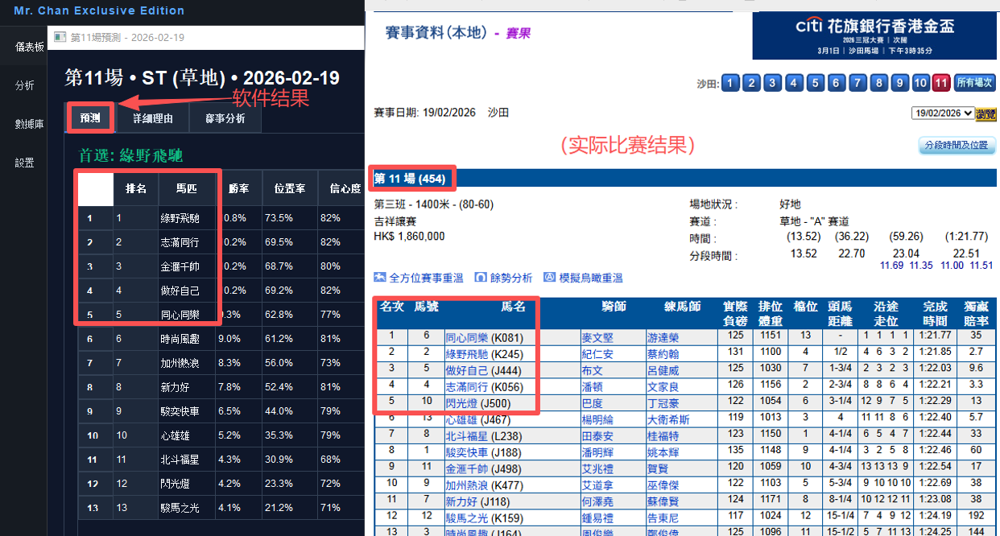 Mr. Chan Exclusive Edition
儀表板
分析
數據庫
設置
第11場預測 - 2026-02-19
第11場 • ST (草地) • 2026-02-19
软件结果
預測
詳細理由
賽事分析
首選: 綠野飛馳
排名 馬匹 勝率 位置率 信心度
1 1 綠野飛馳 0.8% 73.5% 82%
2 2 志滿同行 0.2% 69.5% 82%
3 3 金滙千帥 0.2% 68.7% 80%
4 4 做好自己 0.2% 69.2% 82%
5 5 同心同樂 .3% 62.8% 77%
6 6 時尚風趣 9.0% 61.2% 81%
7 7 加州熱浪 8.3% 56.0% 73%
8 8 新力好 7.8% 52.4% 81%
9 9 駿奕快車 6.5% 44.0% 79%
10 10 心雄雄 5.2% 35.3% 79%
11 11 北斗福星 4.3% 30.9% 68%
12 12 閃光燈 4.2% 23.3% 72%
13 13 駿馬之光 4.1% 21.2% 71%
賽事資料(本地) - 賽果
citi 花旗銀行香港金盃
2026三冠大賽 | 次關
3月1日 | 沙田馬場 | 下午3時35分
沙田: 1 2 3 4 5 6 7 8 9 10 11 所有場次
賽事日期: 19/02/2026 沙田
19/02/2026 瀏覽
(实际比赛结果)
分段時間及位置
第 11 場 (454)
第三班 - 1400米 - (80-60) 場地狀況 : 好地
吉祥讓賽 賽道 : 草地 - "A" 賽道
HK$ 1,860,000 時間 : (13.52) (36.22) (59.26) (1:21.77)
分段時間 : 13.52 22.70 23.04 22.51
11.69 11.35 11.00 11.51
全方位賽事重溫 餘勢分析 模擬鳥瞰重溫
名次 馬號 馬名 騎師 練馬師 實際負磅 排位體重 檔位 頭馬距離 沿途走位 完成時間 獨贏賠率
1 6 同心同樂 (K081) 麥文堅 游達榮 125 1151 13 - 1 1 1 1 1:21.77 35
2 2 綠野飛馳 (K245) 紀仁安 蔡約翰 131 1100 4 1/2 4 6 3 2 1:21.85 2.7
3 5 做好自己 (J444) 布文 呂健威 125 1030 7 1-3/4 2 3 2 3 1:22.03 9.6
4 4 志滿同行 (K056) 潘頓 文家良 126 1156 2 2-3/4 8 8 6 4 1:22.21 3.3
5 10 閃光燈 (J500) 巴度 丁冠豪 122 1054 6 3-1/4 12 9 7 5 1:22.29 13
6 13 心雄雄 (J467) 楊明綸 大衛希斯 119 1013 3 4 11 11 8 6 1:22.40 5.7
7 8 北斗福星 (L238) 田泰安 桂福特 123 1150 1 4-1/4 6 5 4 7 1:22.44 33
8 1 駿奕快車 (J188) 潘明輝 姚本輝 135 1148 9 4-1/4 3 2 5 8 1:22.46 60
9 11 金滙千帥 (J498) 艾兆禮 賀賢 120 1059 10 4-3/4 13 13 13 9 1:22.54 17
10 9 加州熱浪 (K477) 艾道拿 巫偉傑 122 1103 5 5-3/4 9 10 10 10 1:22.69 38
11 7 新力好 (J118) 何澤堯 蘇偉賢 124 1171 8 8-1/4 10 12 12 11 1:23.08 38
12 12 駿馬之光 (K159) 鍾易禮 告東尼 117 1024 12 15-1/4 7 4 9 12 1:24.19 192
13 3 時尚風趣 (J164) 周俊樂 鄭俊偉 125 1096 11 15-1/2 5 7 11 13 1:24.25 144